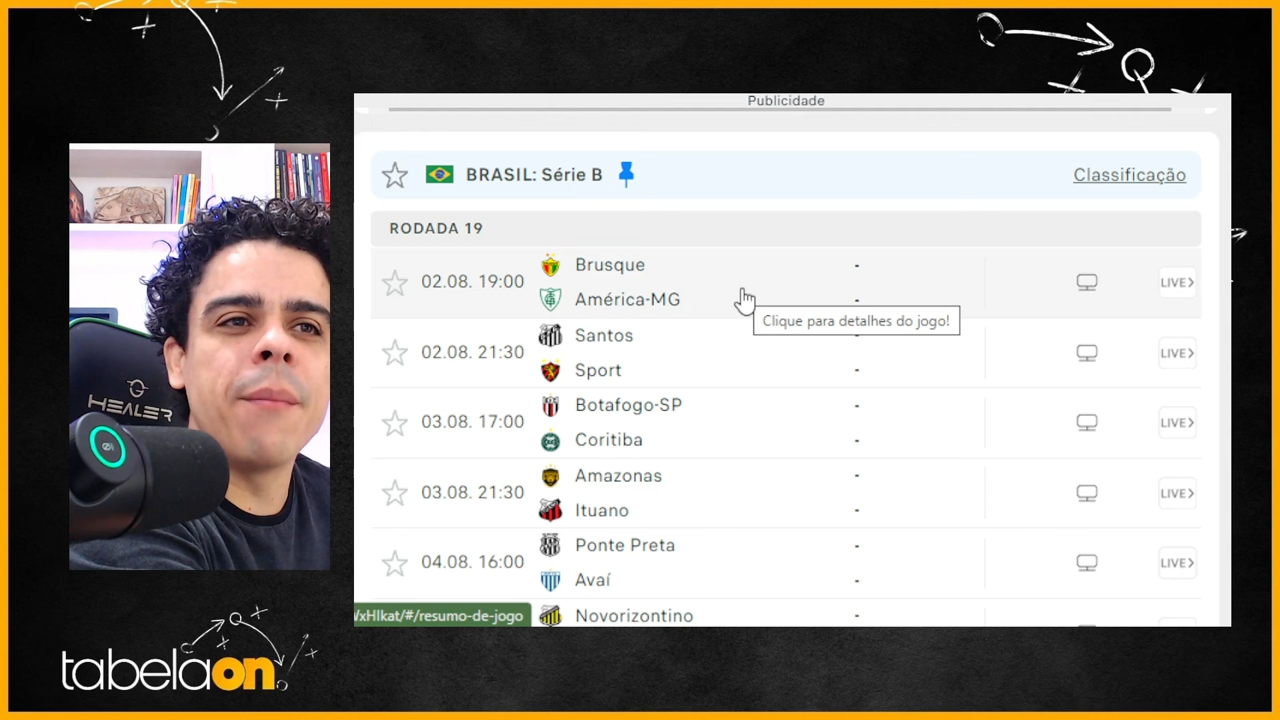 Publicidade
BRASIL: Série B
Classificação
RODADA 19
02.08. 19:00
Brusque
-
América-MG
-
LIVE>
Clique para detalhes do jogo!
02.08. 21:30
Santos
-
Sport
-
LIVE>
03.08. 17:00
Botafogo-SP
-
Coritiba
-
LIVE>
03.08. 21:30
Amazonas
-
Ituano
-
LIVE>
04.08. 16:00
Ponte Preta
-
Avaí
-
LIVE>
Novorizontino
/xHlkat/#/resumo-de-jogo
HEALER
tabelaon